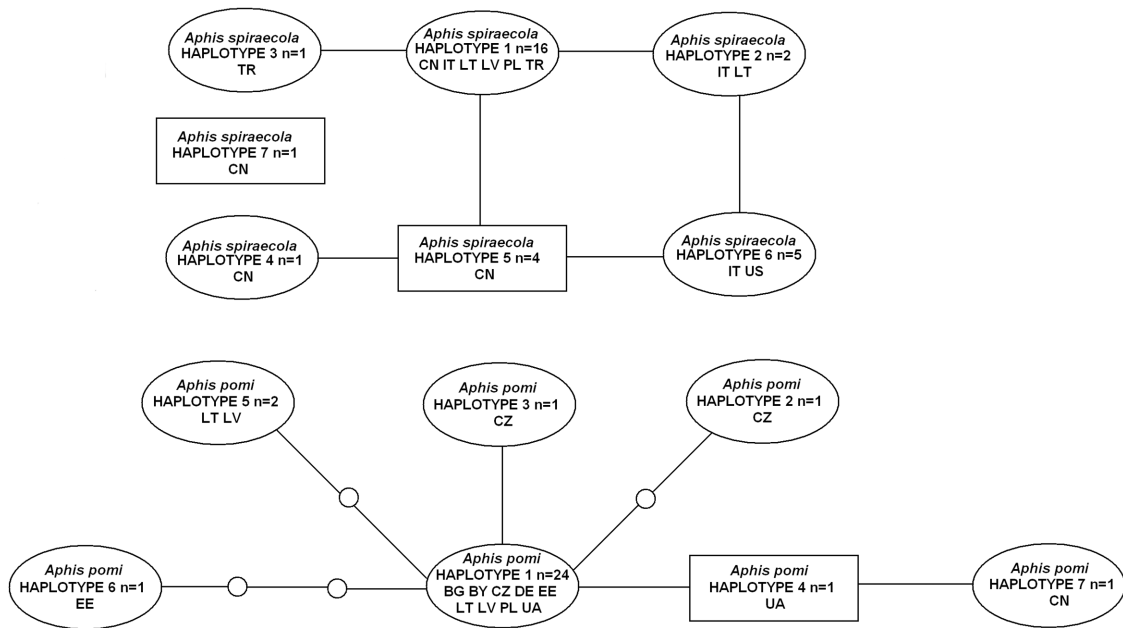 Aphis spiraecola
HAPLOTYPE 3 n=1
TR
Aphis spiraecola
HAPLOTYPE 1 n=16
CN IT LT LV PL TR
Aphis spiraecola
HAPLOTYPE 2 n=2
IT LT
Aphis spiraecola
HAPLOTYPE 7 n=1
CN
Aphis spiraecola
HAPLOTYPE 4 n=1
CN
Aphis spiraecola
HAPLOTYPE 5 n=4
CN
Aphis spiraecola
HAPLOTYPE 6 n=5
IT US
Aphis pomi
HAPLOTYPE 5 n=2
LT LV
Aphis pomi
HAPLOTYPE 3 n=1
CZ
Aphis pomi
HAPLOTYPE 2 n=1
CZ
Aphis pomi
HAPLOTYPE 6 n=1
EE
Aphis pomi
HAPLOTYPE 1 n=24
BG BY CZ DE EE
LT LV PL UA
Aphis pomi
HAPLOTYPE 4 n=1
UA
Aphis pomi
HAPLOTYPE 7 n=1
CN